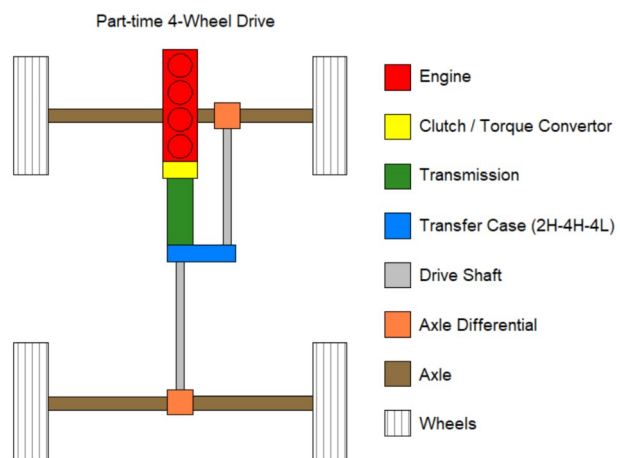 Part-time 4-Wheel Drive
Engine
Clutch / Torque Convertor
Transmission
Transfer Case (2H-4H-4L)
Drive Shaft
Axle Differential
Axle
Wheels